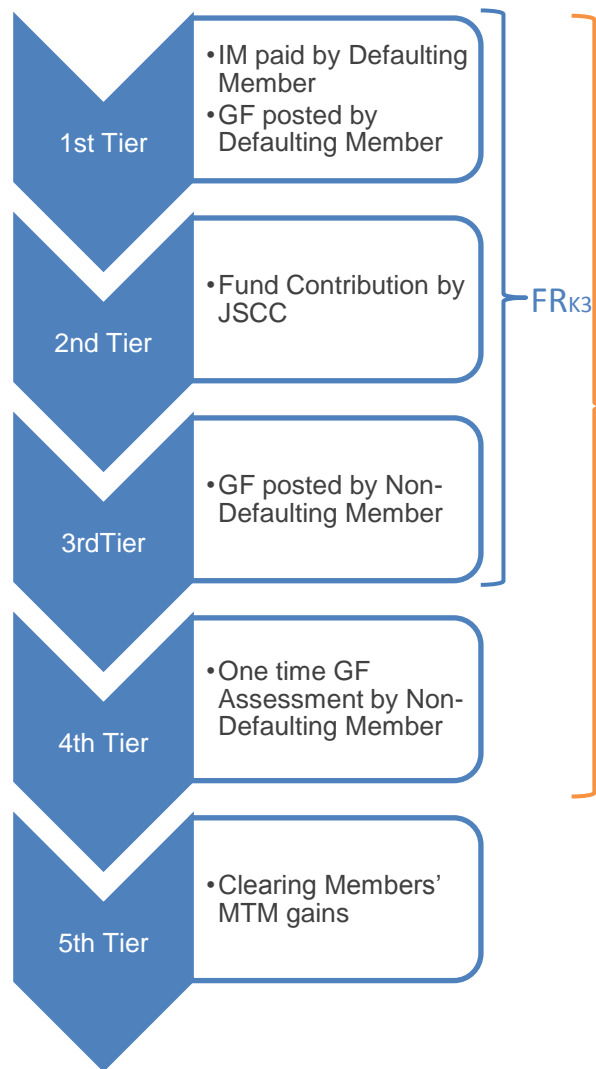 1st Tier
•IM paid by Defaulting
Member
•GF posted by
Defaulting Member
2nd Tier
•Fund Contribution by
JSCC
FRK3
3rdTier
•GF posted by Non-
Defaulting Member
4th Tier
•One time GF
Assessment by Non-
Defaulting Member
5th Tier
•Clearing Members’
MTM gains